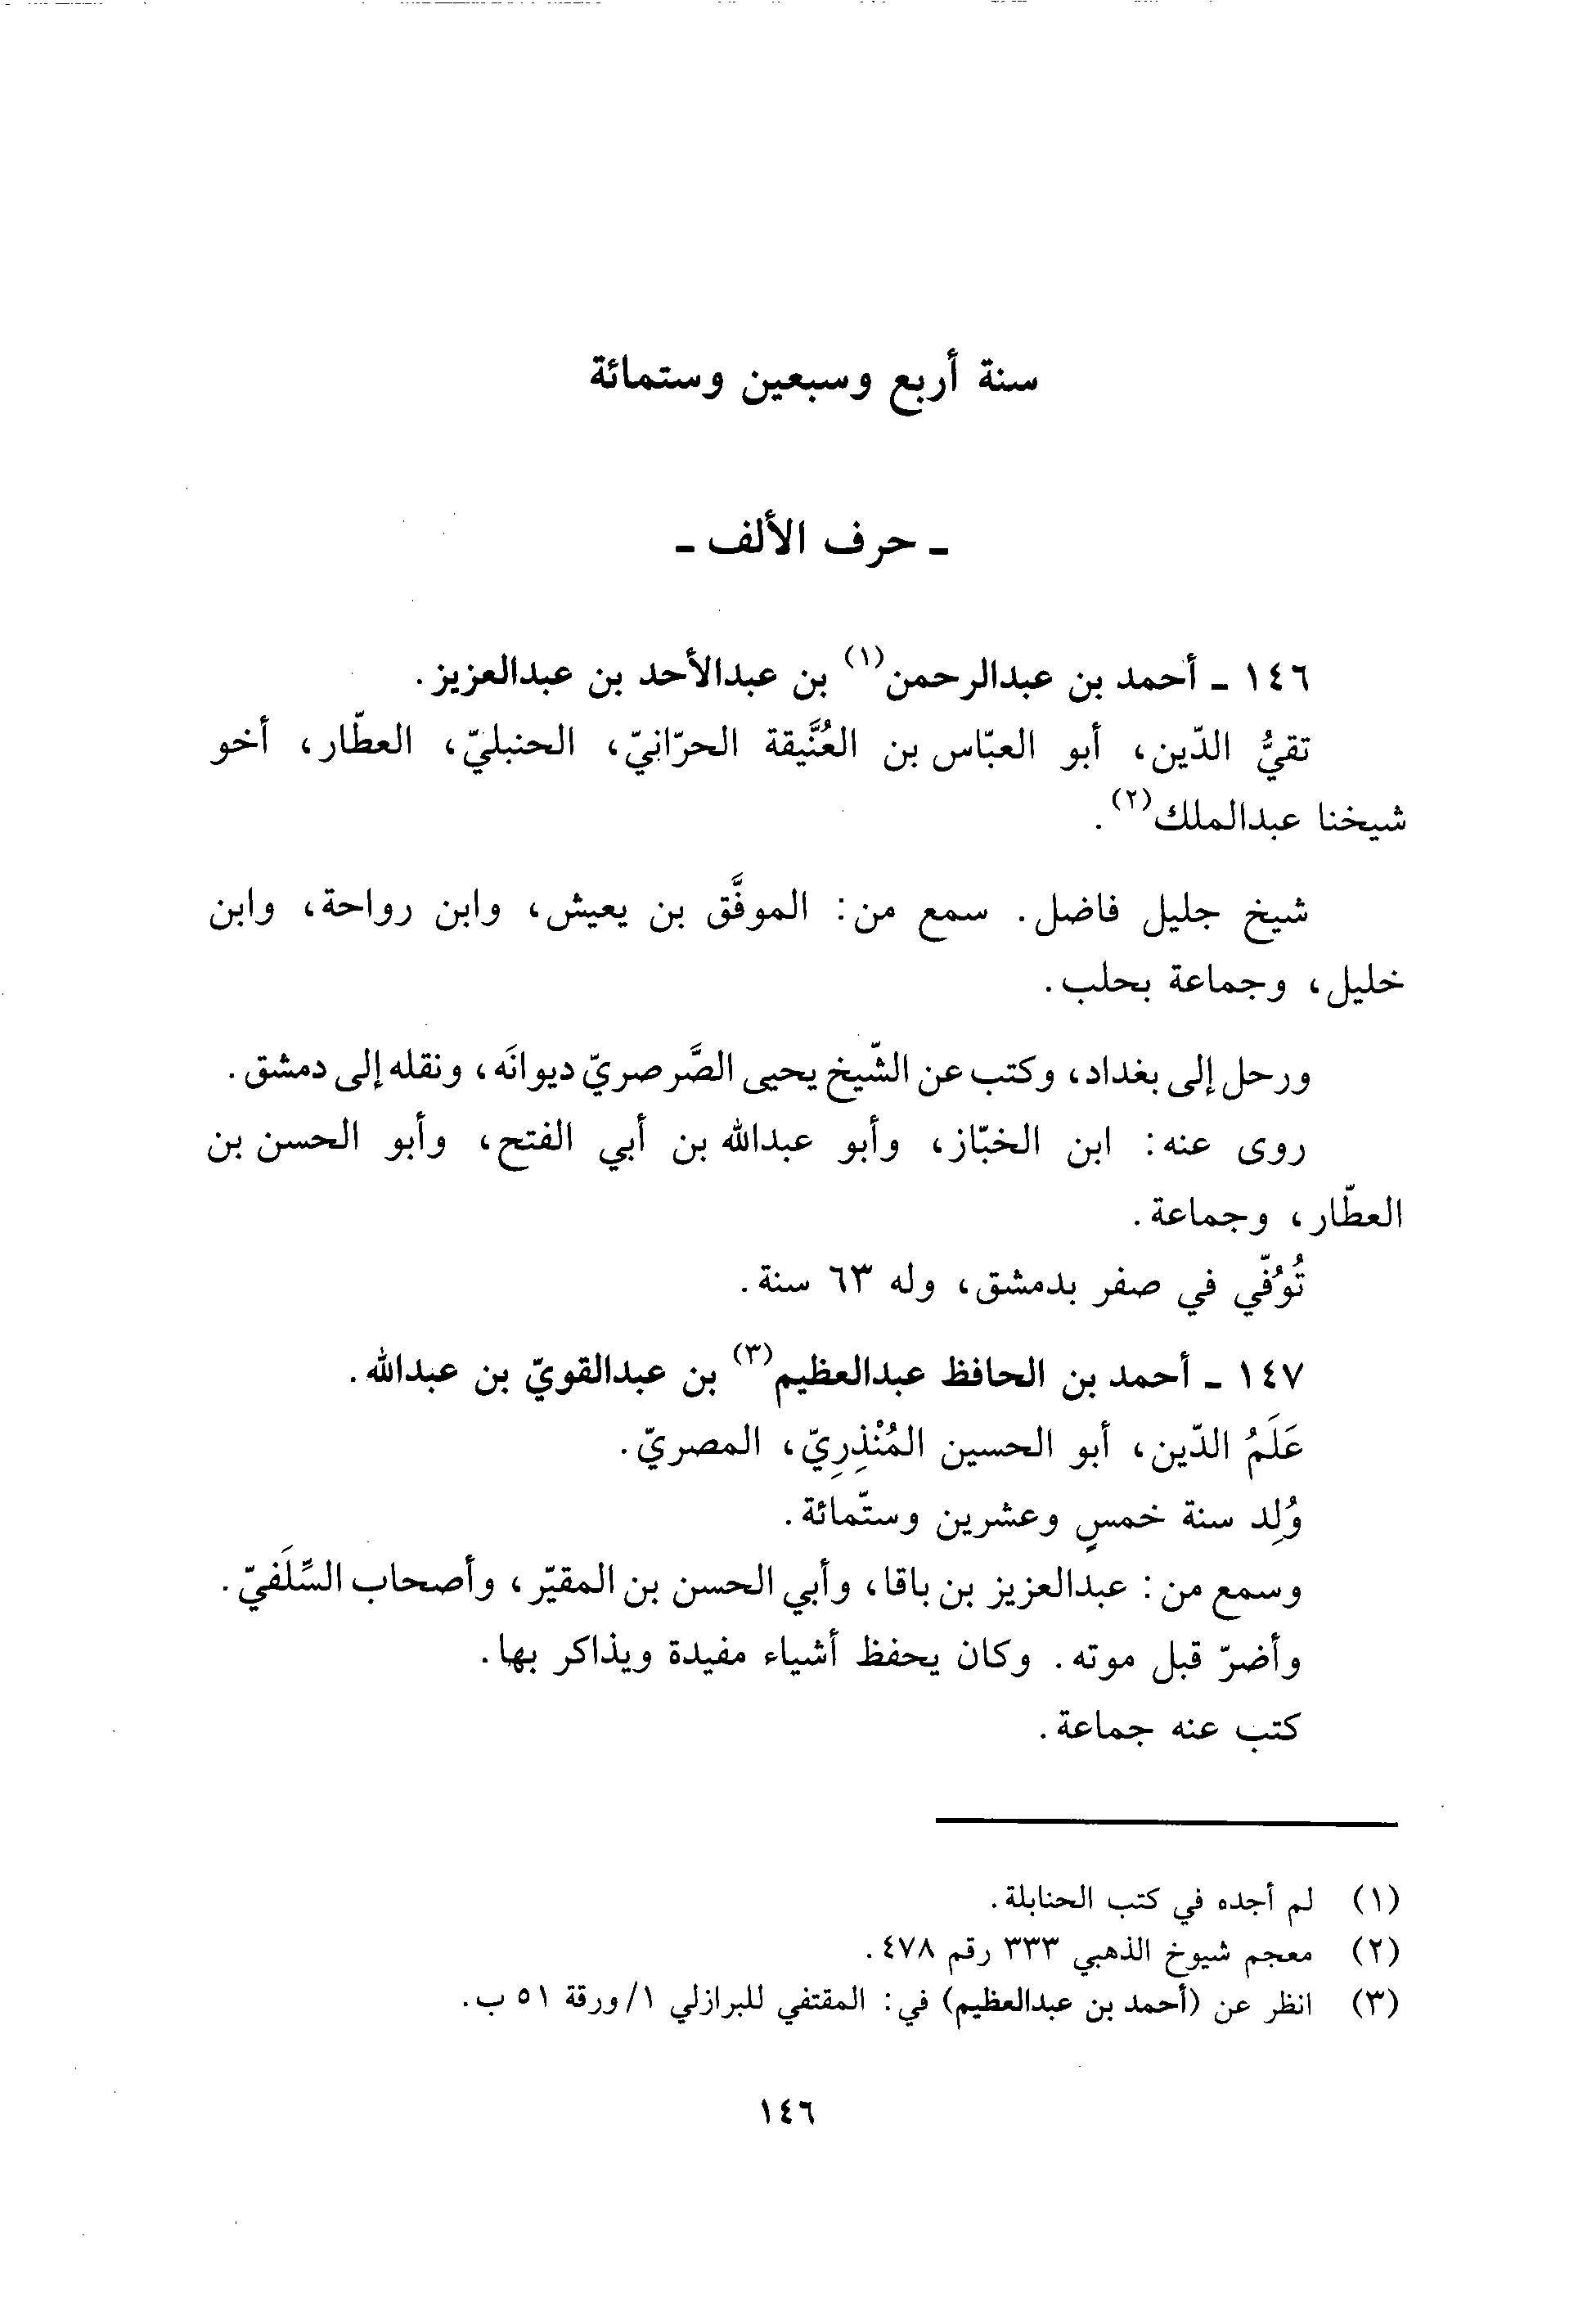 سنة أربع وسبعين وستمائة
ـ حرف الألف ـ
١٤٦ ـ أحمد بن عبدالرحمن(١) بن عبدالأحد بن عبدالعزيز.
تقيُّ الدّين، أبو العبّاس بن العُنَّيقة الحرّانيّ، الحنبليّ، العطّار، أخو
شيخنا عبدالملك(٢).
شيخ جليل فاضل. سمع من: الموفَّق بن يعيش، وابن رواحة، وابن
خليل، وجماعة بحلب.
ورحل إلى بغداد، وكتب عن الشّيخ يحيى الصَّرصريّ ديوانَه، ونقله إلى دمشق.
روى عنه: ابن الخبّاز، وأبو عبدالله بن أبي الفتح، وأبو الحسن بن
العطّار، وجماعة.
تُوُفّي في صفر بدمشق، وله ٦٣ سنة.
١٤٧ ـ أحمد بن الحافظ عبدالعظيم(٣) بن عبدالقويّ بن عبدالله.
عَلَمُ الدّين، أبو الحسين المُنْذِرِيّ، المصريّ.
وُلِد سنة خمسٍ وعشرين وستّمائة.
وسمع من: عبدالعزيز بن باقا، وأبي الحسن بن المقيّر، وأصحاب السِّلَفيّ.
وأضرّ قبل موته. وكان يحفظ أشياء مفيدة ويذاكر بها.
كتب عنه جماعة.
(١) لم أجده في كتب الحنابلة.
(٢) معجم شيوخ الذهبي ٣٣٣ رقم ٤٧٨.
(٣) انظر عن (أحمد بن عبدالعظيم) في: المقتفي للبرازلي ١/ورقة ٥١ ب.
١٤٦